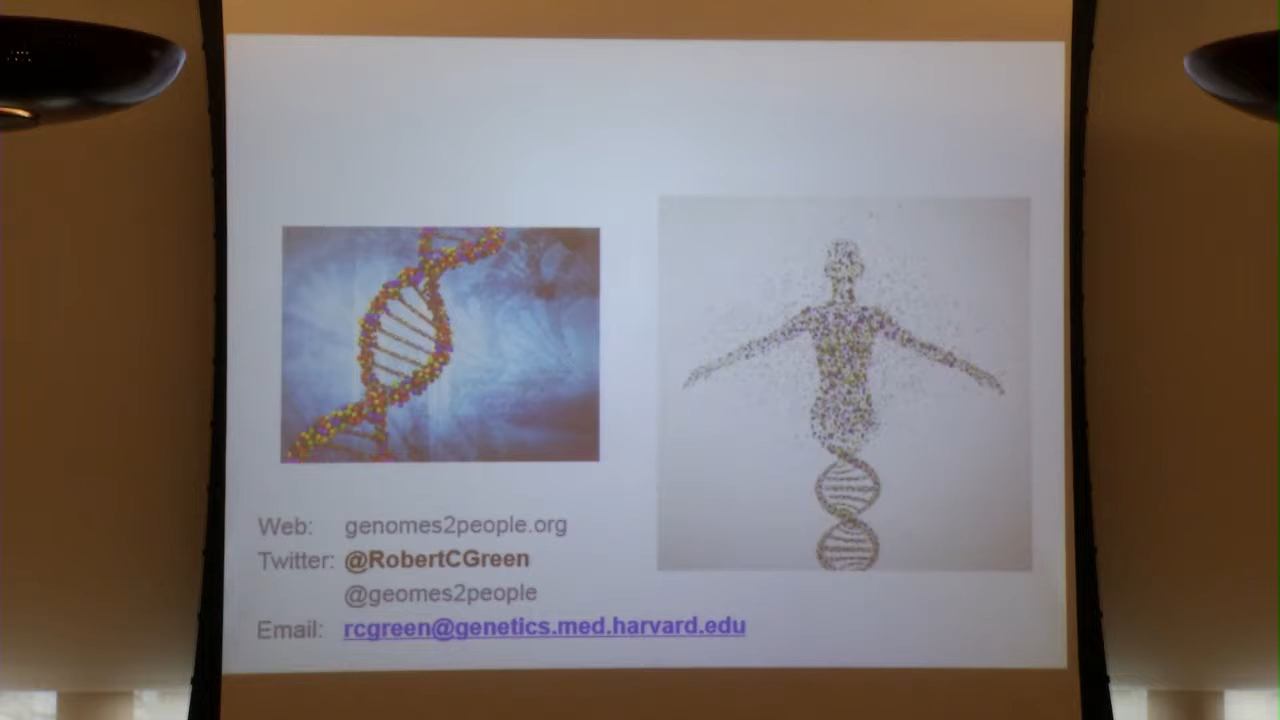 Web: genomes2people.org
Twitter: @RobertCGreen
@geomes2people
Email: rcgreen@genetics.med.harvard.edu